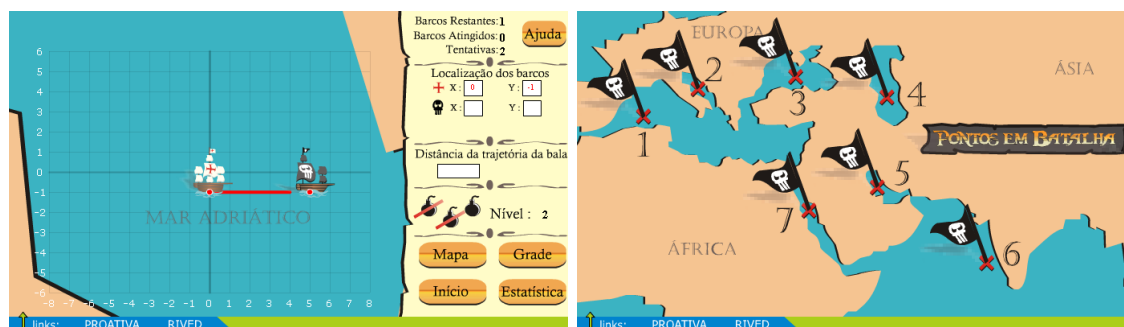 Barcos Restantes:1
Barcos Atingidos:0
Tentativas:2
Ajuda
Localização dos barcos
X: 0 Y: -1
X: Y:
Distância da trajetória da bala
Nível : 2
Mapa
Grade
Início
Estatística
6
5
4
3
2
1
0
-1
-2
-3
-4
-5
-6
-8 -7 -6 -5 -4 -3 -2 -1 0 1 2 3 4 5 6 7 8
MAR ADRIÁTICO
links: PROATIVA RIVED
EUROPA
ÁSIA
ÁFRICA
PONTOS EM BATALHA
1
2
3
4
5
6
7
links: PROATIVA RIVED